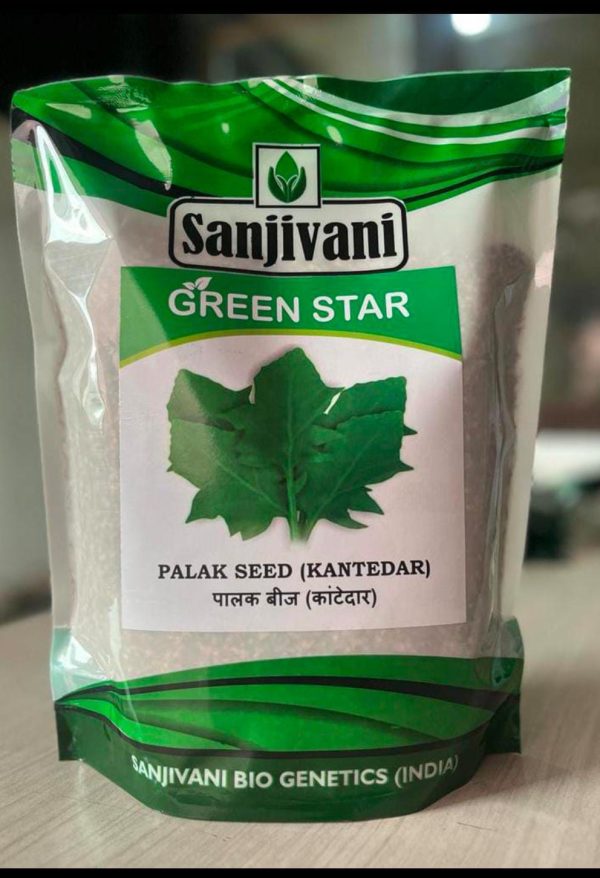 Sanjivani
GREEN STAR
PALAK SEED (KANTEDAR)
पालक बीज (कांटेदार)
SANJIVANI BIO GENETICS (INDIA)